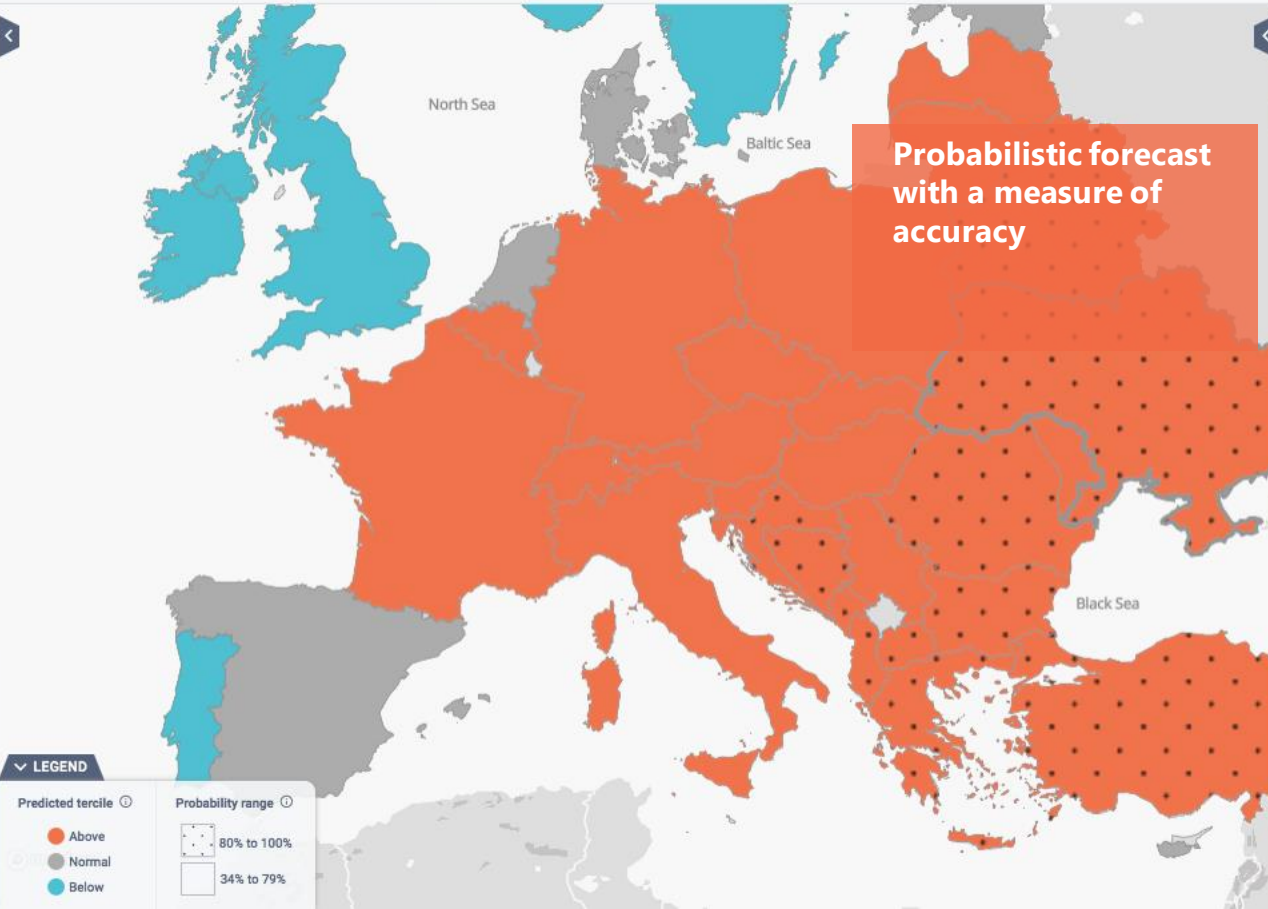 North Sea
Baltic Sea
Probabilistic forecast
with a measure of
accuracy
Black Sea
LEGEND
Predicted tercile
Above
Normal
Below
Probability range
80% to 100%
34% to 79%